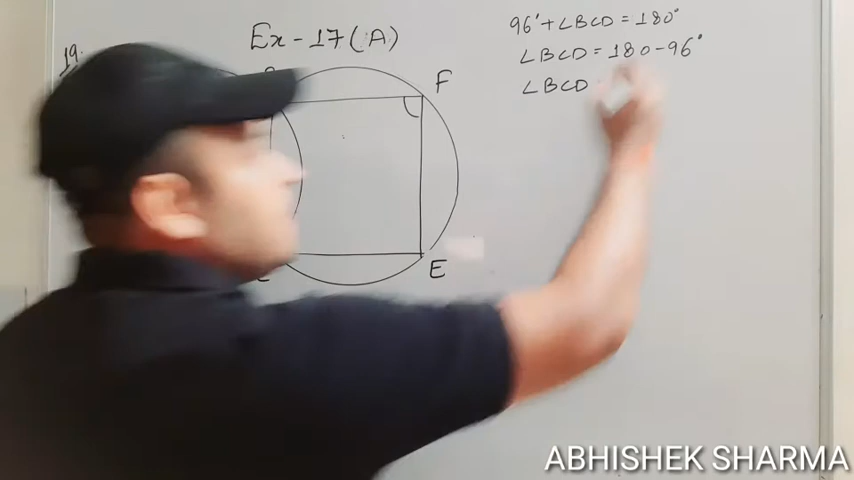 19.
Ex-17(A)
96°+∠BCD=180°
∠BCD=180-96°
∠BCD
F
E
ABHISHEK SHARMA